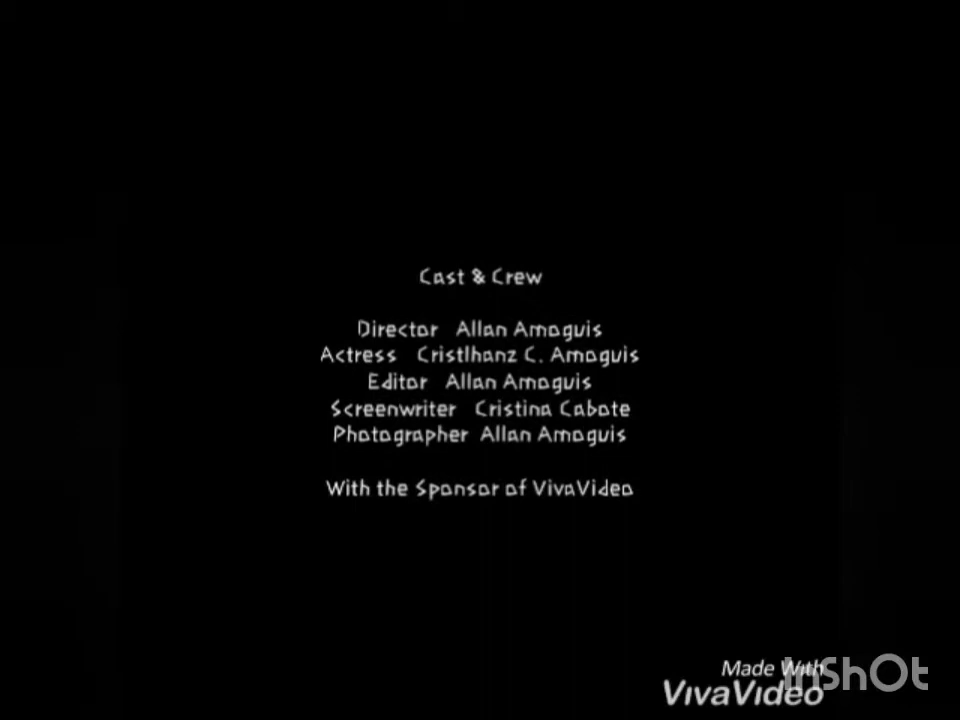 Cast & Crew
Director Allan Amaguis
Actress Cristlhanz C. Amaguis
Editor Allan Amaguis
Screenwriter Cristina Cabate
Photographer Allan Amaguis
With the Sponsor of VivaVideo
Made With
VivaVideo
InShOt